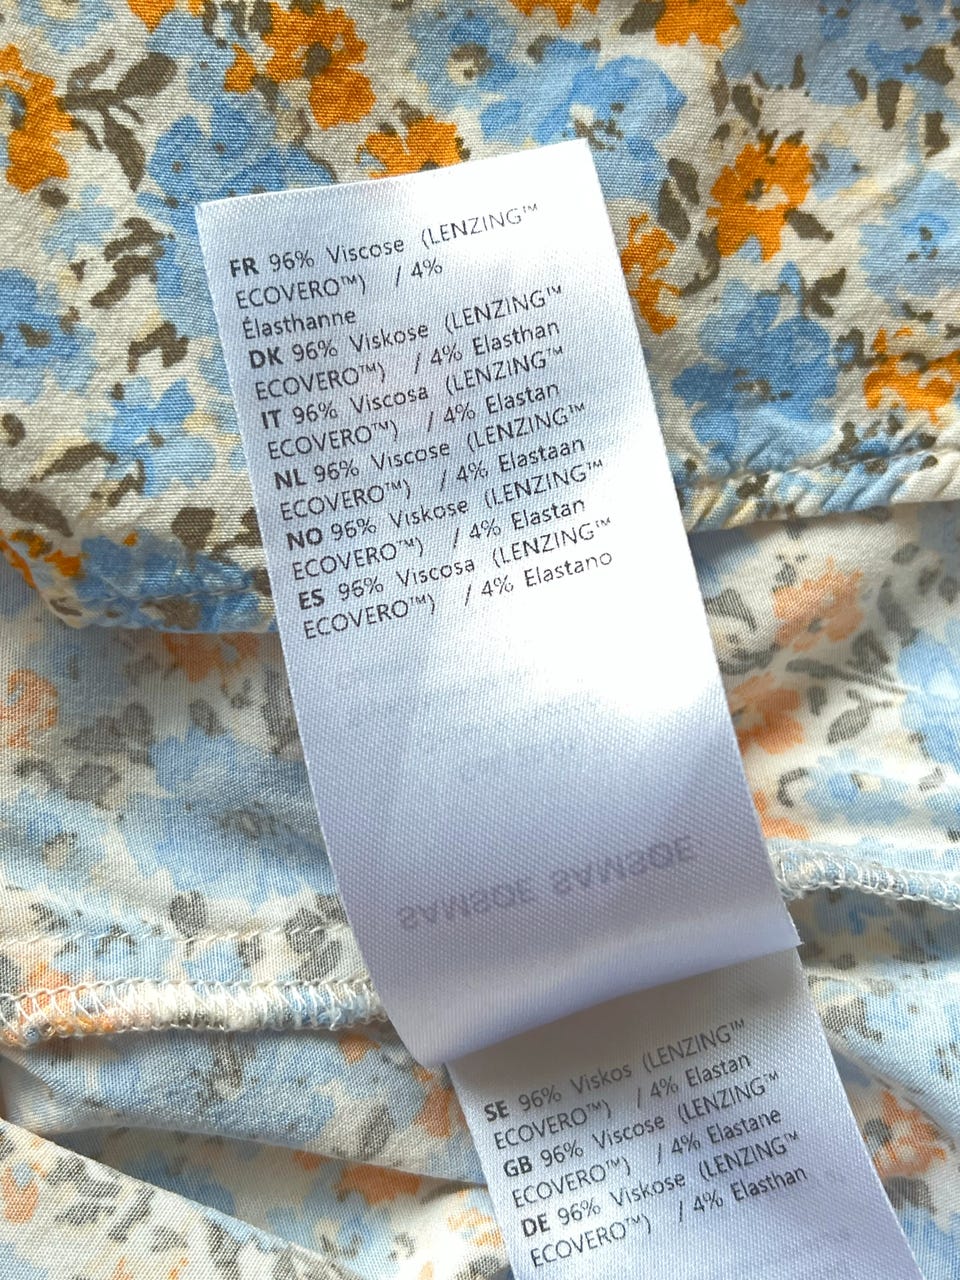 FR 96% Viscose (LENZING™
ECOVERO™) / 4%
Élasthanne
DK 96% Viskose (LENZING™
ECOVERO™) / 4% Elasthan
IT 96% Viscosa (LENZING™
ECOVERO™) / 4% Elastan
NL 96% Viscose (LENZING™
ECOVERO™) / 4% Elastaan
NO 96% Viskose (LENZING™
ECOVERO™) / 4% Elastan
ES 96% Viscosa (LENZING™
ECOVERO™) / 4% Elastano
SAMSOE SAMSOE
SE 96% Viskos (LENZING™
ECOVERO™) / 4% Elastan
GB 96% Viscose (LENZING™
ECOVERO™) / 4% Elastane
DE 96% Viskose (LENZING™
ECOVERO™) / 4% Elasthan